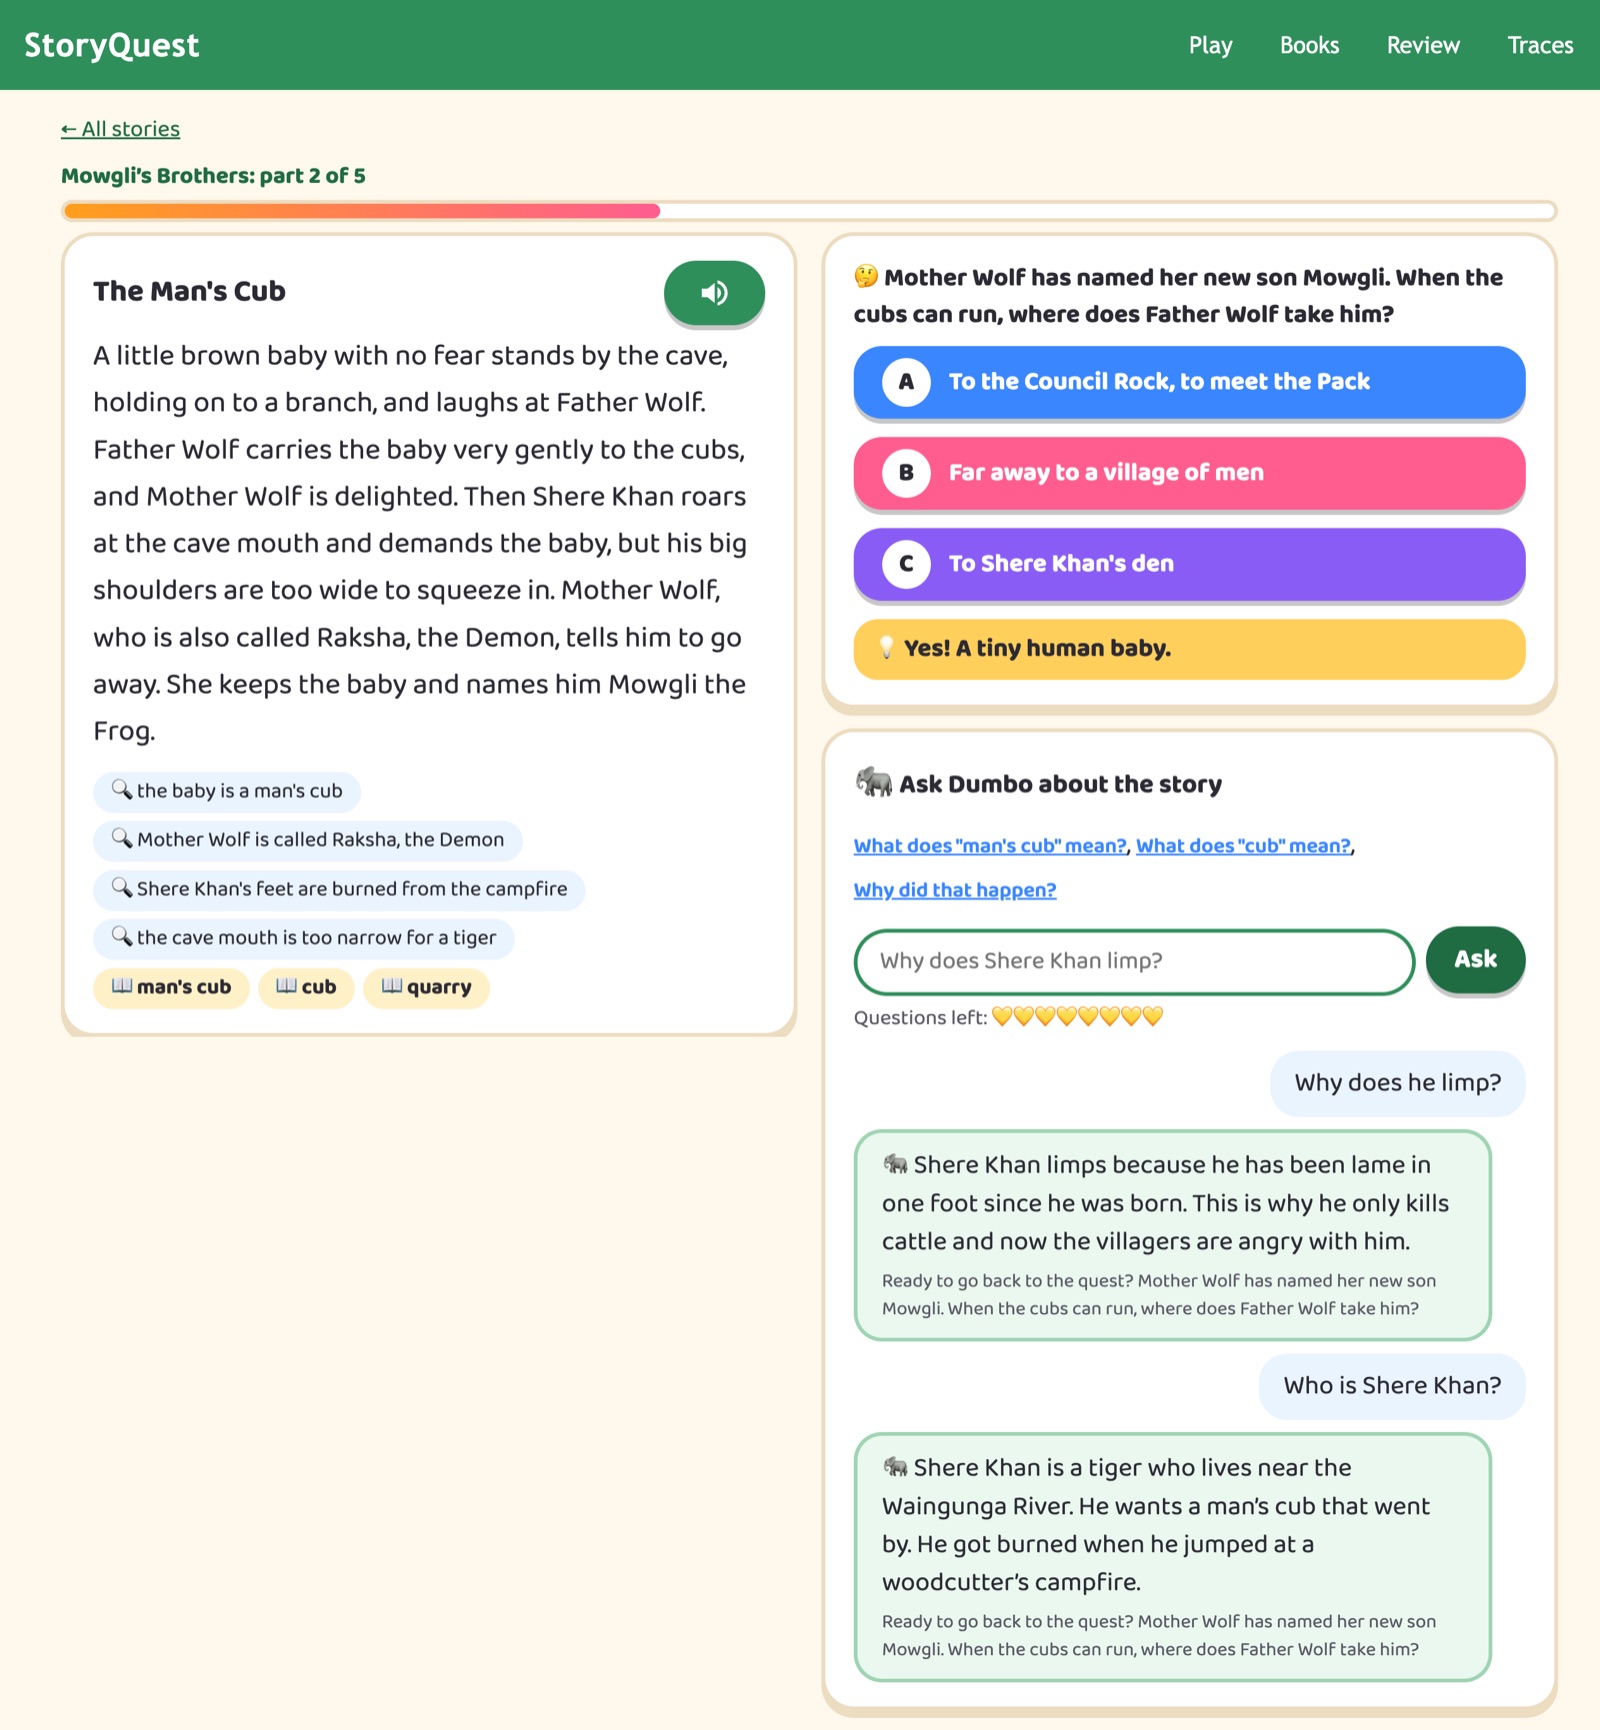 StoryQuest
Play Books Review Traces
← All stories
Mowgli's Brothers: part 2 of 5
The Man's Cub
A little brown baby with no fear stands by the cave,
holding on to a branch, and laughs at Father Wolf.
Father Wolf carries the baby very gently to the cubs,
and Mother Wolf is delighted. Then Shere Khan roars
at the cave mouth and demands the baby, but his big
shoulders are too wide to squeeze in. Mother Wolf,
who is also called Raksha, the Demon, tells him to go
away. She keeps the baby and names him Mowgli the
Frog.
🔍 the baby is a man's cub
🔍 Mother Wolf is called Raksha, the Demon
🔍 Shere Khan's feet are burned from the campfire
🔍 the cave mouth is too narrow for a tiger
📖 man's cub 📖 cub 📖 quarry
🤔 Mother Wolf has named her new son Mowgli. When the
cubs can run, where does Father Wolf take him?
A To the Council Rock, to meet the Pack
B Far away to a village of men
C To Shere Khan's den
💡 Yes! A tiny human baby.
🐘 Ask Dumbo about the story
What does "man's cub" mean?, What does "cub" mean?,
Why did that happen?
Why does Shere Khan limp?
Ask
Questions left: 💛💛💛💛💛💛💛💛
Why does he limp?
🐘 Shere Khan limps because he has been lame in
one foot since he was born. This is why he only kills
cattle and now the villagers are angry with him.
Ready to go back to the quest? Mother Wolf has named her new son
Mowgli. When the cubs can run, where does Father Wolf take him?
Who is Shere Khan?
🐘 Shere Khan is a tiger who lives near the
Waingunga River. He wants a man's cub that went
by. He got burned when he jumped at a
woodcutter's campfire.
Ready to go back to the quest? Mother Wolf has named her new son
Mowgli. When the cubs can run, where does Father Wolf take him?